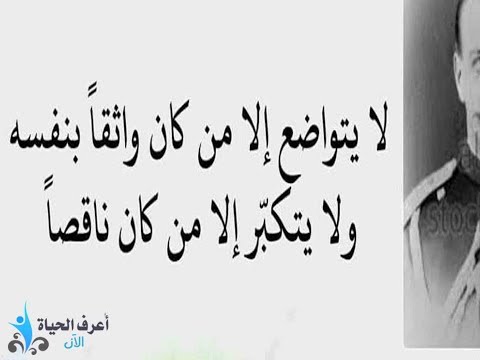 لا يتواضع إلا من كان واثقاً بنفسه
ولا يتكبّر إلا من كان ناقصاً
أعرف الحياة
الآن